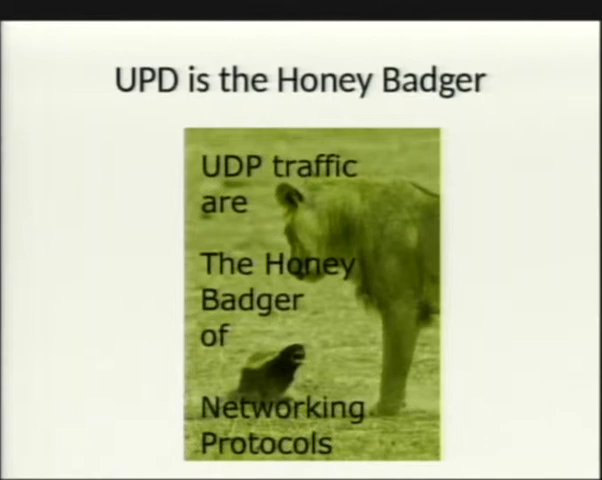 UPD is the Honey Badger
UDP traffic
are
The Honey
Badger
of
Networking
Protocols